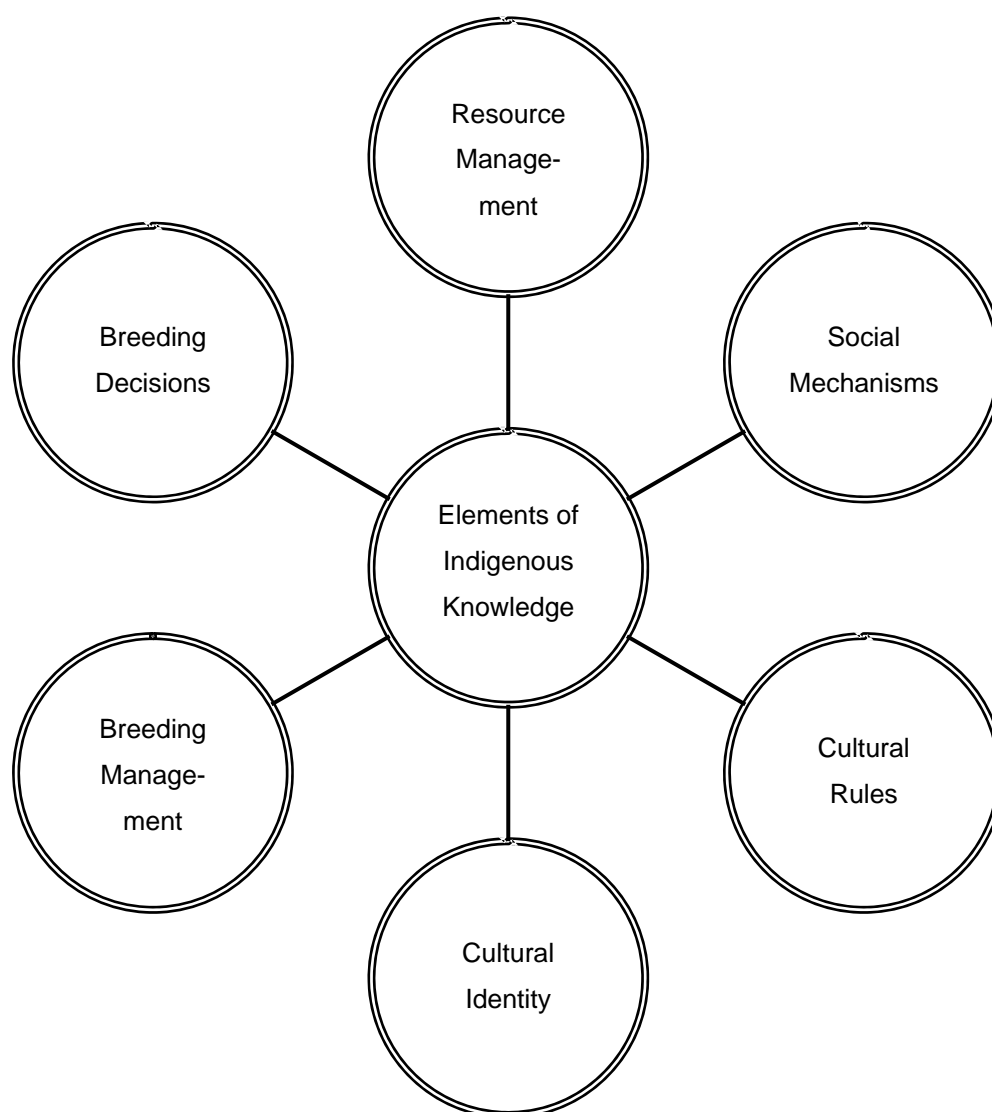 Resource
Manage-
ment
Breeding
Decisions
Social
Mechanisms
Elements of
Indigenous
Knowledge
Breeding
Manage-
ment
Cultural
Rules
Cultural
Identity